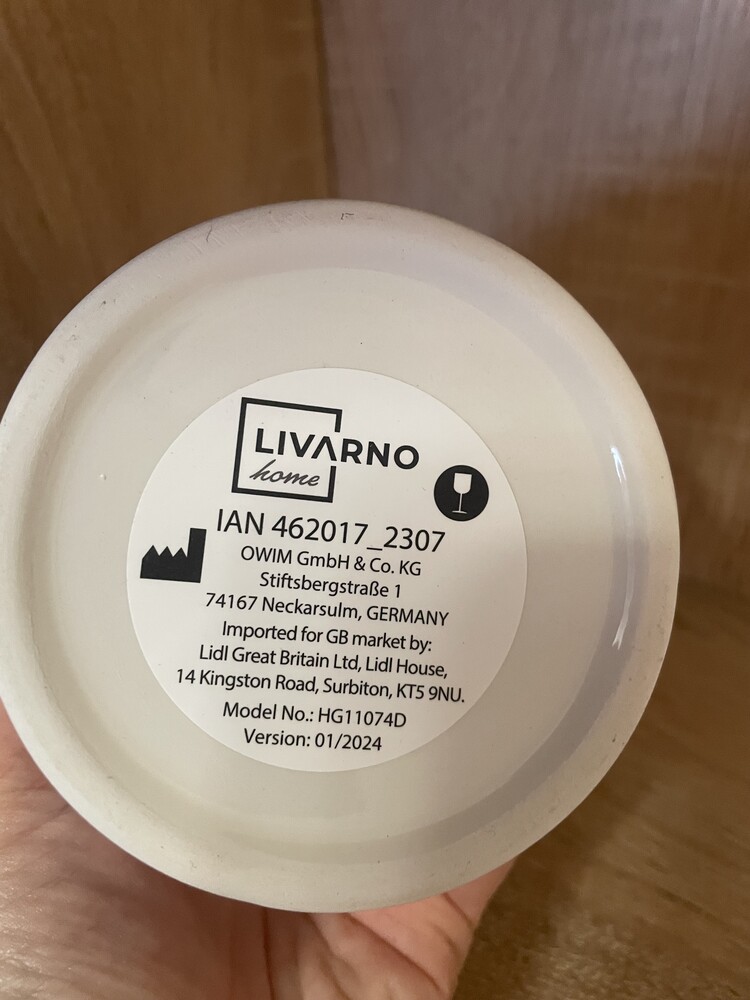 LIVARNO
home
IAN 462017_2307
OWIM GmbH & Co. KG
Stiftsbergstraße 1
74167 Neckarsulm, GERMANY
Imported for GB market by:
Lidl Great Britain Ltd, Lidl House,
14 Kingston Road, Surbiton, KT5 9NU.
Model No.: HG11074D
Version: 01/2024